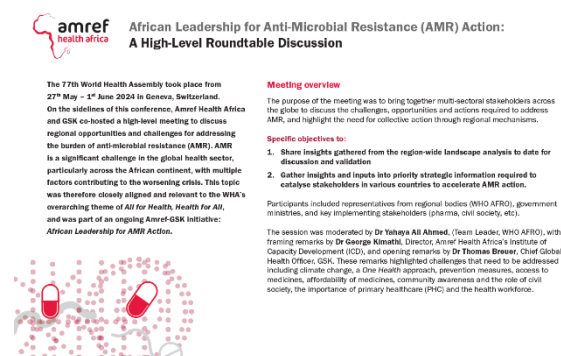 amref
health africa
African Leadership for Anti-Microbial Resistance (AMR) Action:
A High-Level Roundtable Discussion
The 77th World Health Assembly took place from
27th May – 1st June 2024 in Geneva, Switzerland.
On the sidelines of this conference, Amref Health Africa
and GSK co-hosted a high-level meeting to discuss
regional opportunities and challenges for addressing
the burden of anti-microbial resistance (AMR). AMR
is a significant challenge in the global health sector,
particularly across the African continent, with multiple
factors contributing to the worsening crisis. This topic
was therefore closely aligned and relevant to the WHA's
overarching theme of All for Health, Health for All,
and was part of an ongoing Amref-GSK Initiative:
African Leadership for AMR Action.
Meeting overview
The purpose of the meeting was to bring together multi-sectoral stakeholders across
the globe to discuss the challenges, opportunities and actions required to address
AMR, and highlight the need for collective action through regional mechanisms.
Specific objectives to:
1. Share insights gathered from the region-wide landscape analysis to date for
discussion and validation
2. Gather insights and inputs into priority strategic information required to
catalyse stakeholders in various countries to accelerate AMR action.
Participants included representatives from regional bodies (WHO AFRO), government
ministries, and key implementing stakeholders (pharma, civil society, etc).
The session was moderated by Dr Yahaya Ali Ahmed, (Team Leader, WHO AFRO), with
framing remarks by Dr George Kimathi, Director, Amref Health Africa's Institute of
Capacity Development (ICD), and opening remarks by Dr Thomas Breuer, Chief Global
Health Officer, GSK. These remarks highlighted challenges that need to be addressed
including climate change, a One Health approach, prevention measures, access to
medicines, affordability of medicines, community awareness and the role of civil
society, the importance of primary healthcare (PHC) and the health workforce.